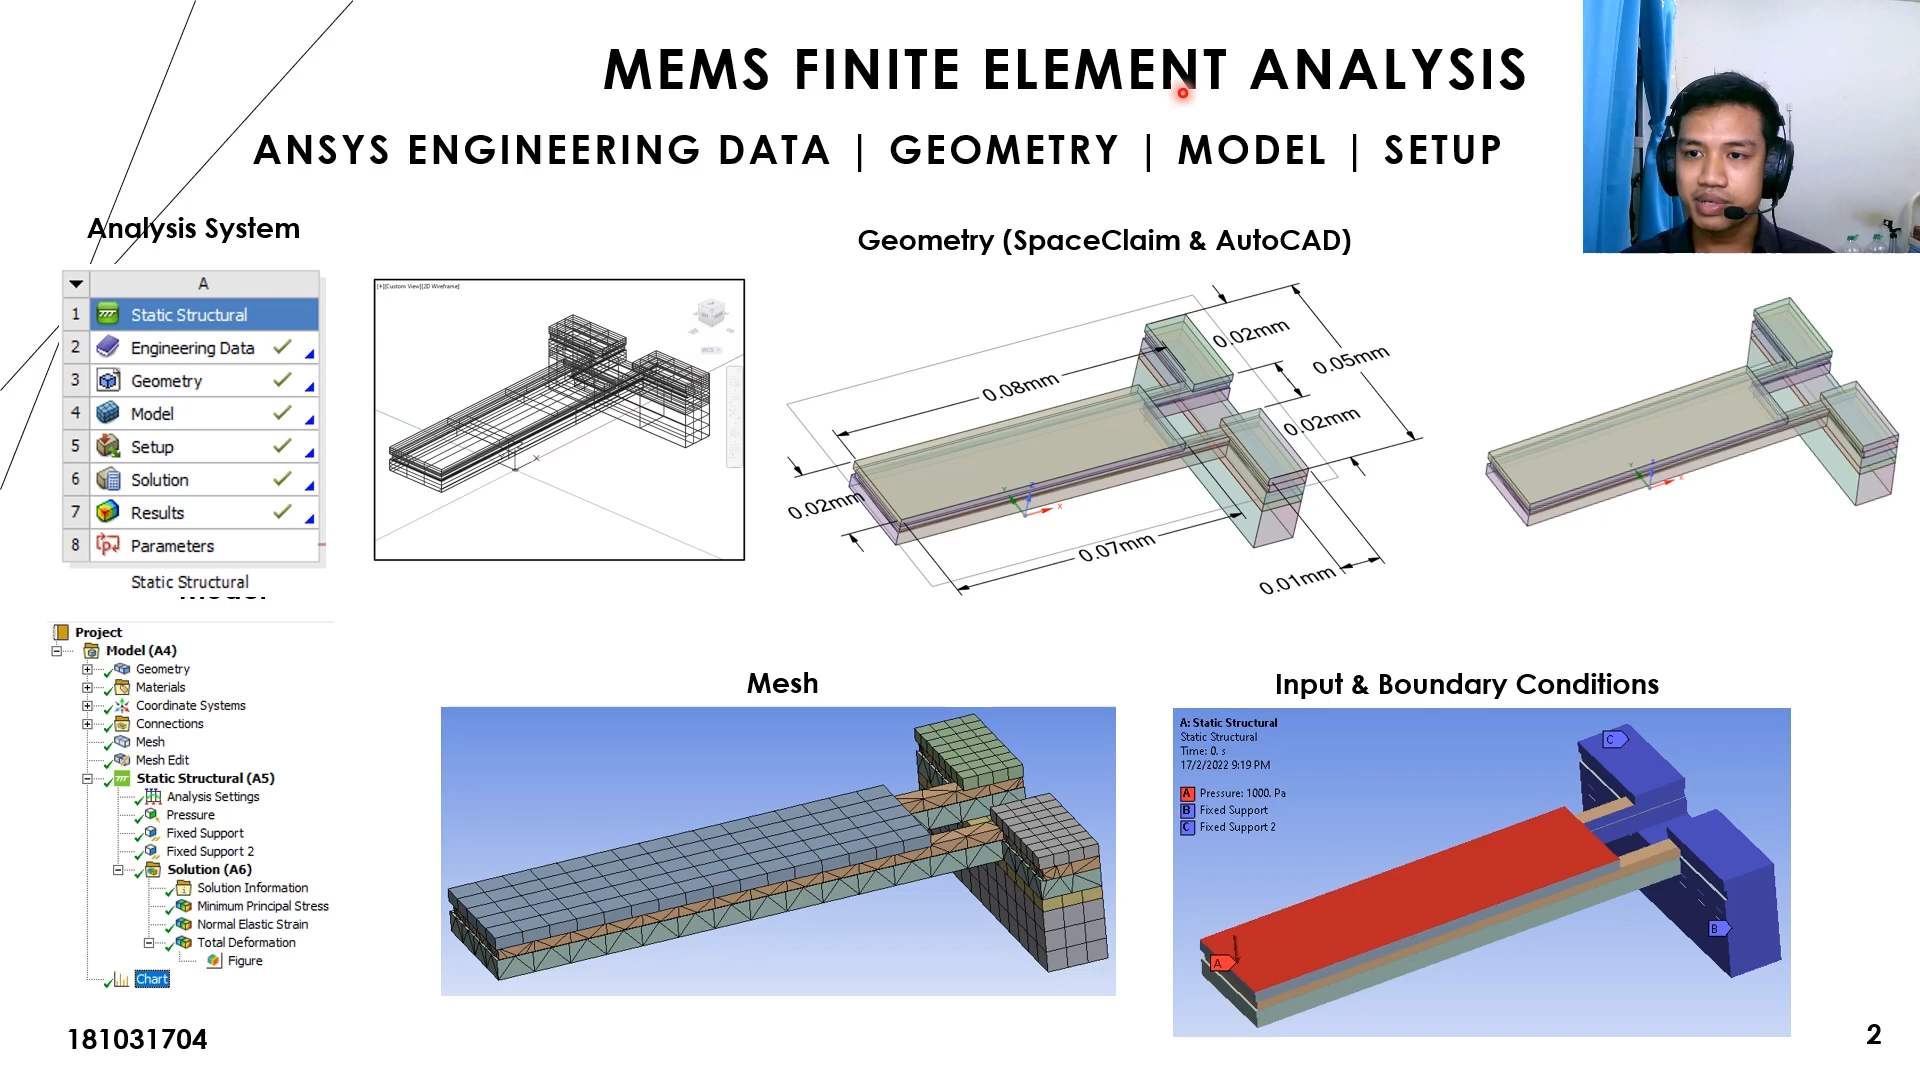 MEMS FINITE ELEMENT ANALYSIS
ANSYS ENGINEERING DATA | GEOMETRY | MODEL | SETUP
Analysis System
A
1 Static Structural
2 Engineering Data
3 Geometry
4 Model
5 Setup
6 Solution
7 Results
8 Parameters
Static Structural
[+][Custom View][2D Wireframe]
WCS
X
Geometry (SpaceClaim & AutoCAD)
0.02mm
0.05mm
0.08mm
0.02mm
0.02mm
0.07mm
0.01mm
Y Z X
Y Z X
Project
Model (A4)
Geometry
Materials
Coordinate Systems
Connections
Mesh
Mesh Edit
Static Structural (A5)
Analysis Settings
Pressure
Fixed Support
Fixed Support 2
Solution (A6)
Solution Information
Minimum Principal Stress
Normal Elastic Strain
Total Deformation
Figure
Chart
Mesh
Input & Boundary Conditions
A: Static Structural
Static Structural
Time: 0. s
17/2/2022 9:19 PM
A Pressure: 1000. Pa
B Fixed Support
C Fixed Support 2
C
B
A
181031704
2